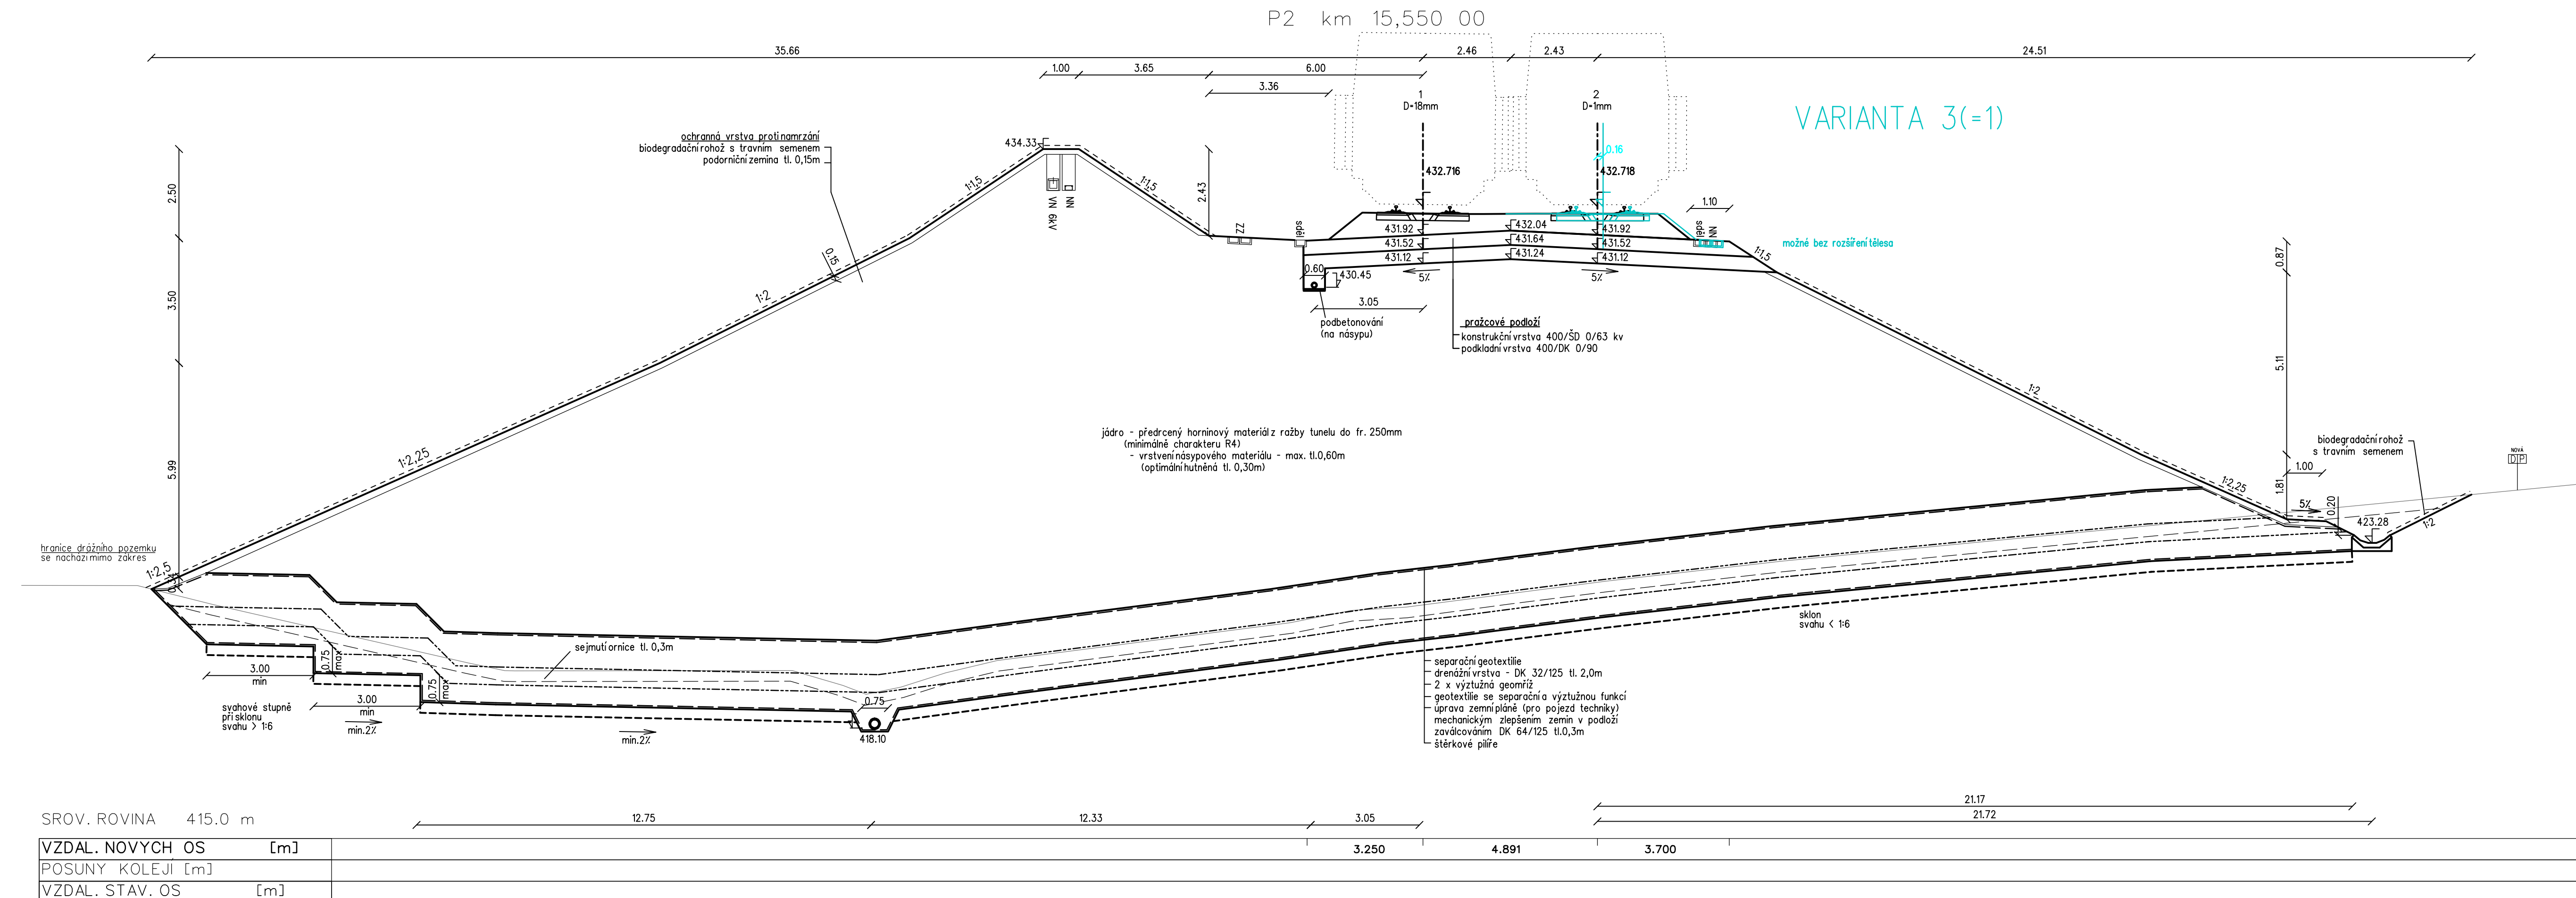 P2 km 15,550 00
35.66
2.46
2.43
24.51
1.00
3.65
6.00
3.36
1
D=18mm
2
D=1mm
VARIANTA 3(=1)
0.16
ochranná vrstva proti namrzání
biodegradační rohož s travním semenem
podorniční zemina tl. 0,15m
434.33
432.716
432.718
2.50
1:1,5
1:1,5
2.43
VN 6kV
NN
1.10
ZZ
sděl
sděl
NN
431.92
432.04
431.92
431.52
431.64
431.52
431.12
431.24
431.12
možné bez rozšíření tělesa
1:1,5
0.87
0.15
0.60
430.45
5%
5%
3.05
1:2
3.50
podbetonování
(na násypu)
pražcové podloží
konstrukční vrstva 400/ŠD 0/63 kv
podkladní vrstva 400/DK 0/90
5.11
1:2
jádro - předrcený horninový materiál z ražby tunelu do fr. 250mm
(minimálně charakteru R4)
- vrstvení násypového materiálu - max. tl.0,60m
(optimální hutněná tl. 0,30m)
1:2,25
5.99
biodegradační rohož
s travním semenem
NOVÁ
D P
1.00
1:2,25
1.81
5%
0.20
423.28
1:2
hranice drážního pozemku
se nachází mimo zákres
1:2,5
sklon
svahu < 1:6
sejmutí ornice tl. 0,3m
0.75
max
3.00
min
0.75
max
3.00
min
svahové stupně
při sklonu
svahu > 1:6
min.2%
min.2%
0.75
418.10
separační geotextilie
drenážní vrstva - DK 32/125 tl. 2,0m
2 x výztužná geomříž
geotextilie se separační a výztužnou funkcí
úprava zemní pláně (pro pojezd techniky)
mechanickým zlepšením zemin v podloží
zaválcováním DK 64/125 tl.0,3m
štěrkové pilíře
21.17
21.72
SROV. ROVINA 415.0 m
12.75
12.33
3.05
VZDAL. NOVYCH OS [m]
3.250
4.891
3.700
POSUNY KOLEJÍ [m]
VZDAL. STAV. OS [m]